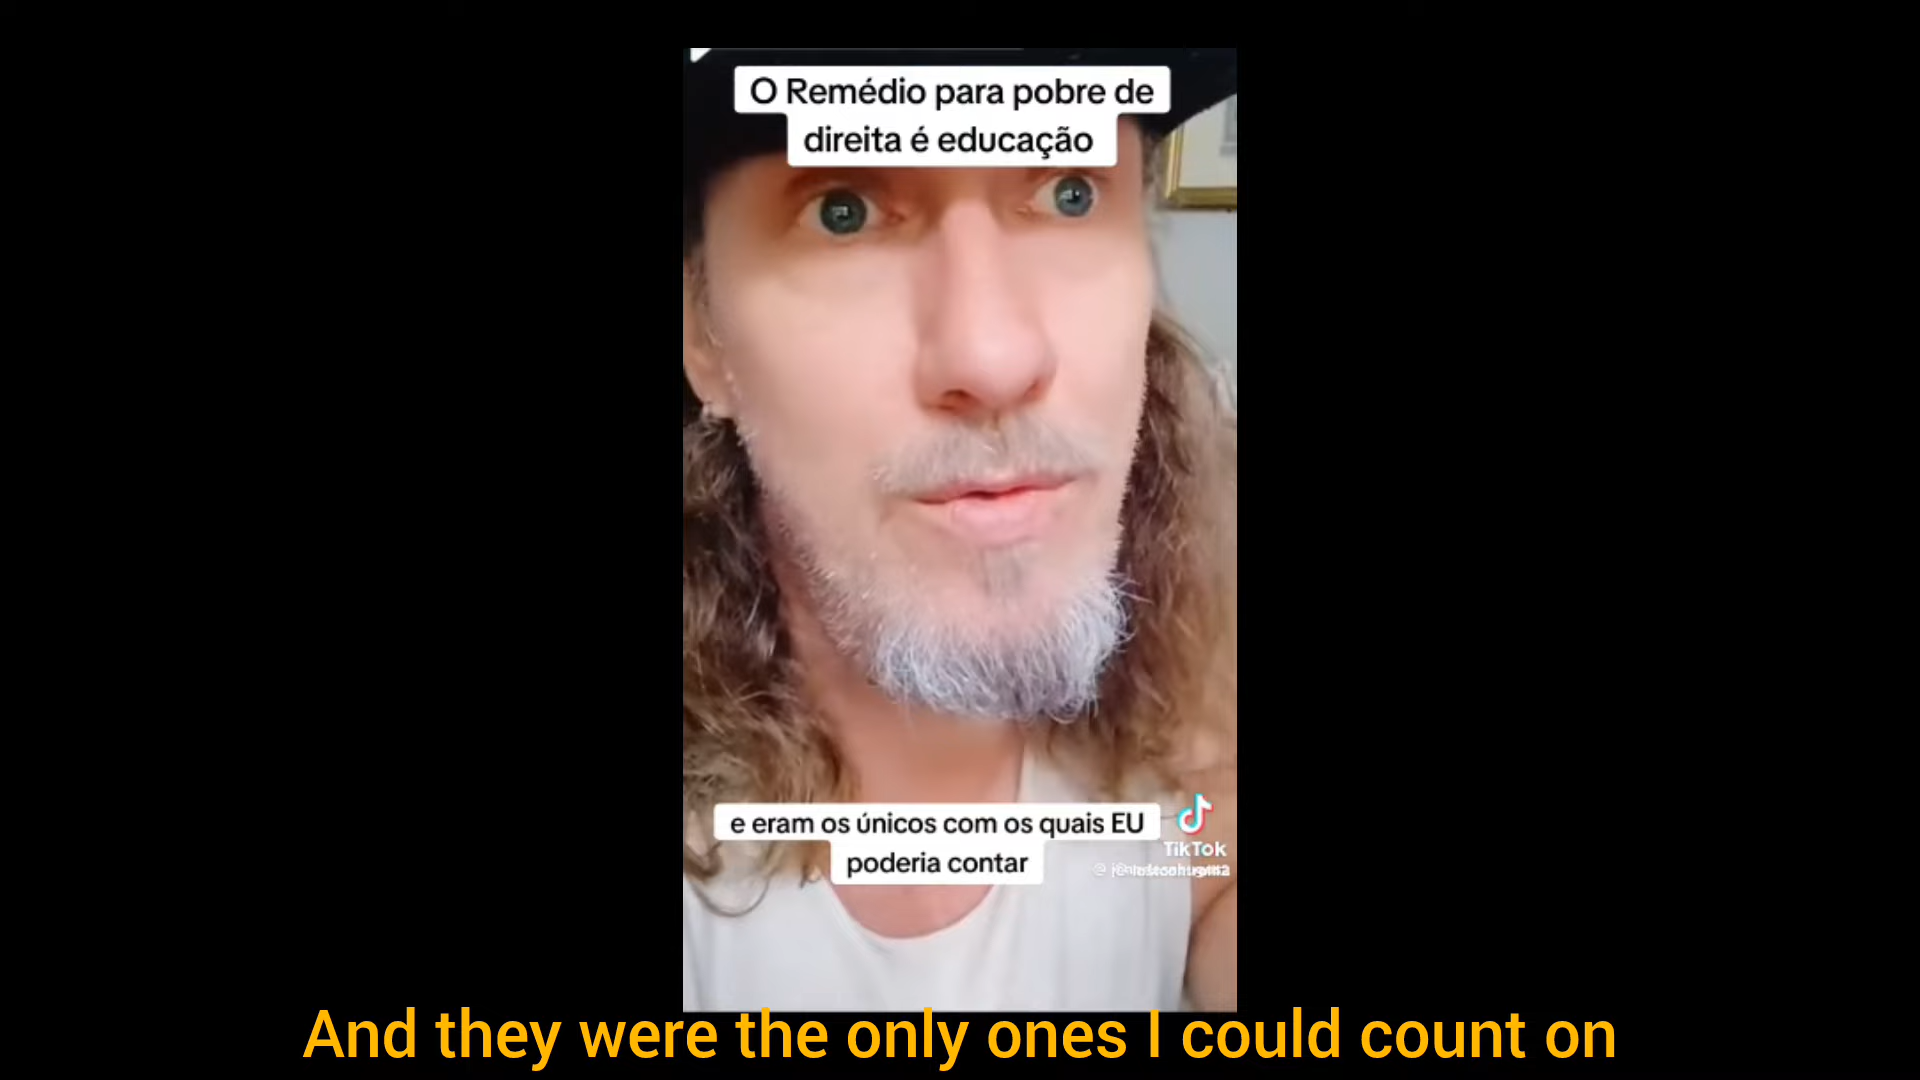 O Remédio para pobre de
direita é educação
e eram os únicos com os quais EU
poderia contar
TikTok
And they were the only ones I could count on